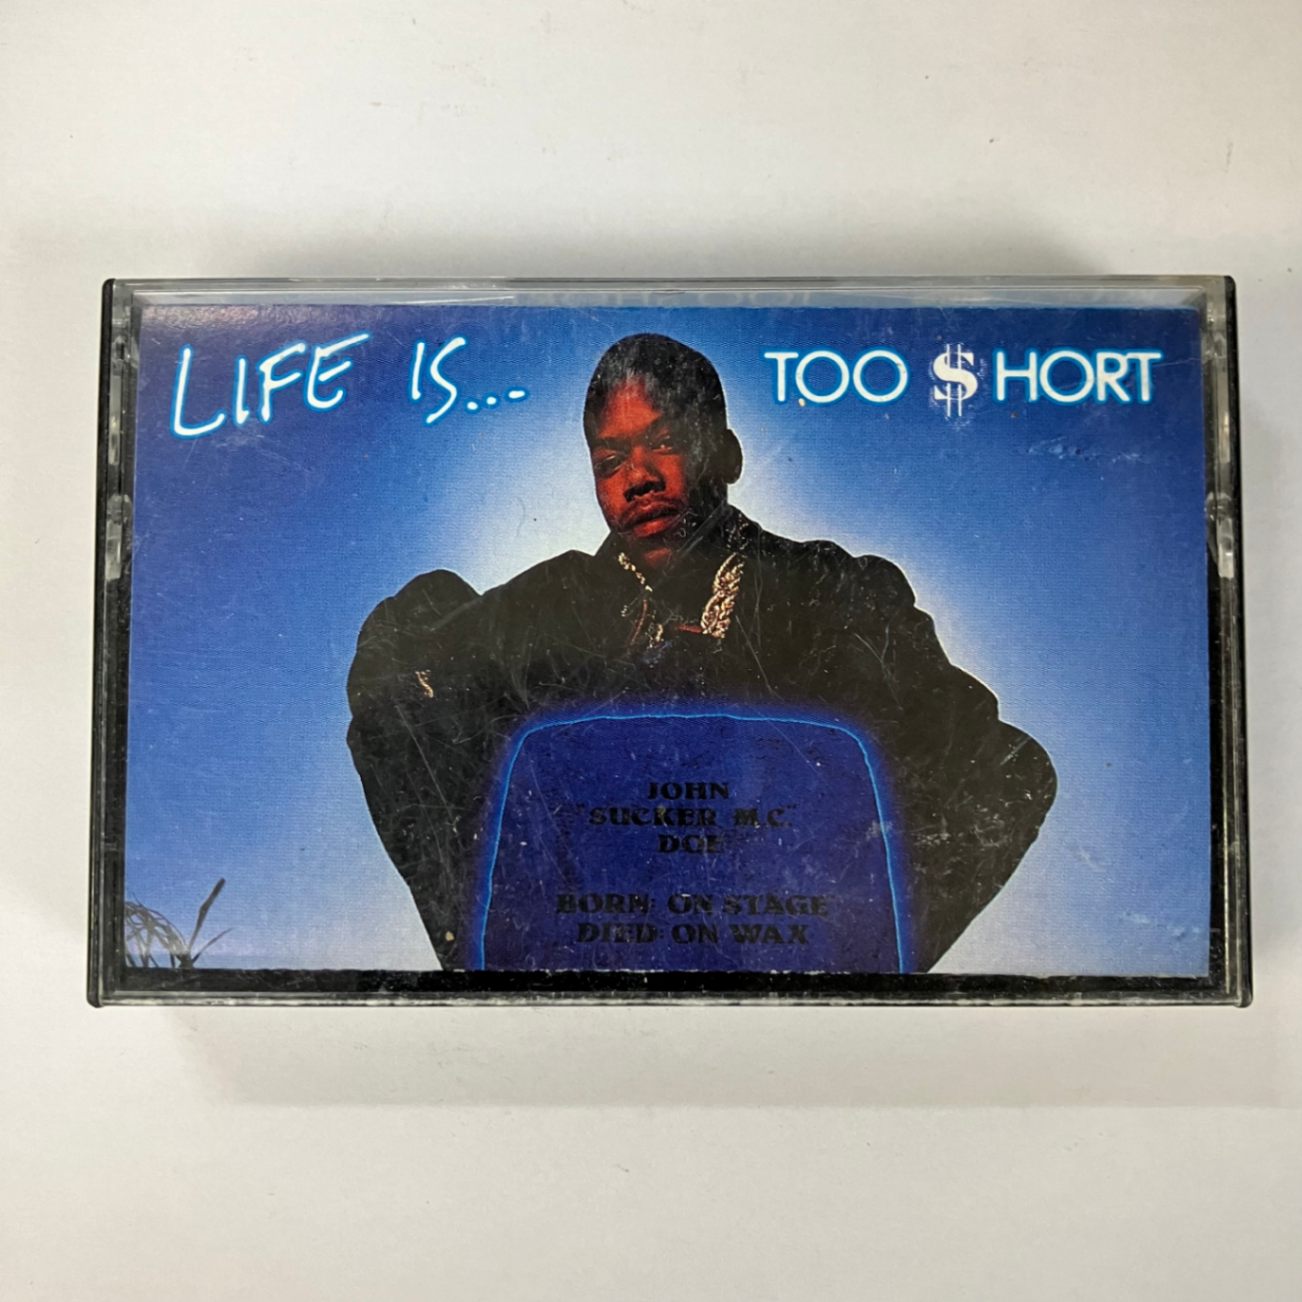 LIFE IS...
TOO $HORT
JOHN
"SUCKER M.C."
DOE
BORN: ON STAGE
DIED: ON WAX